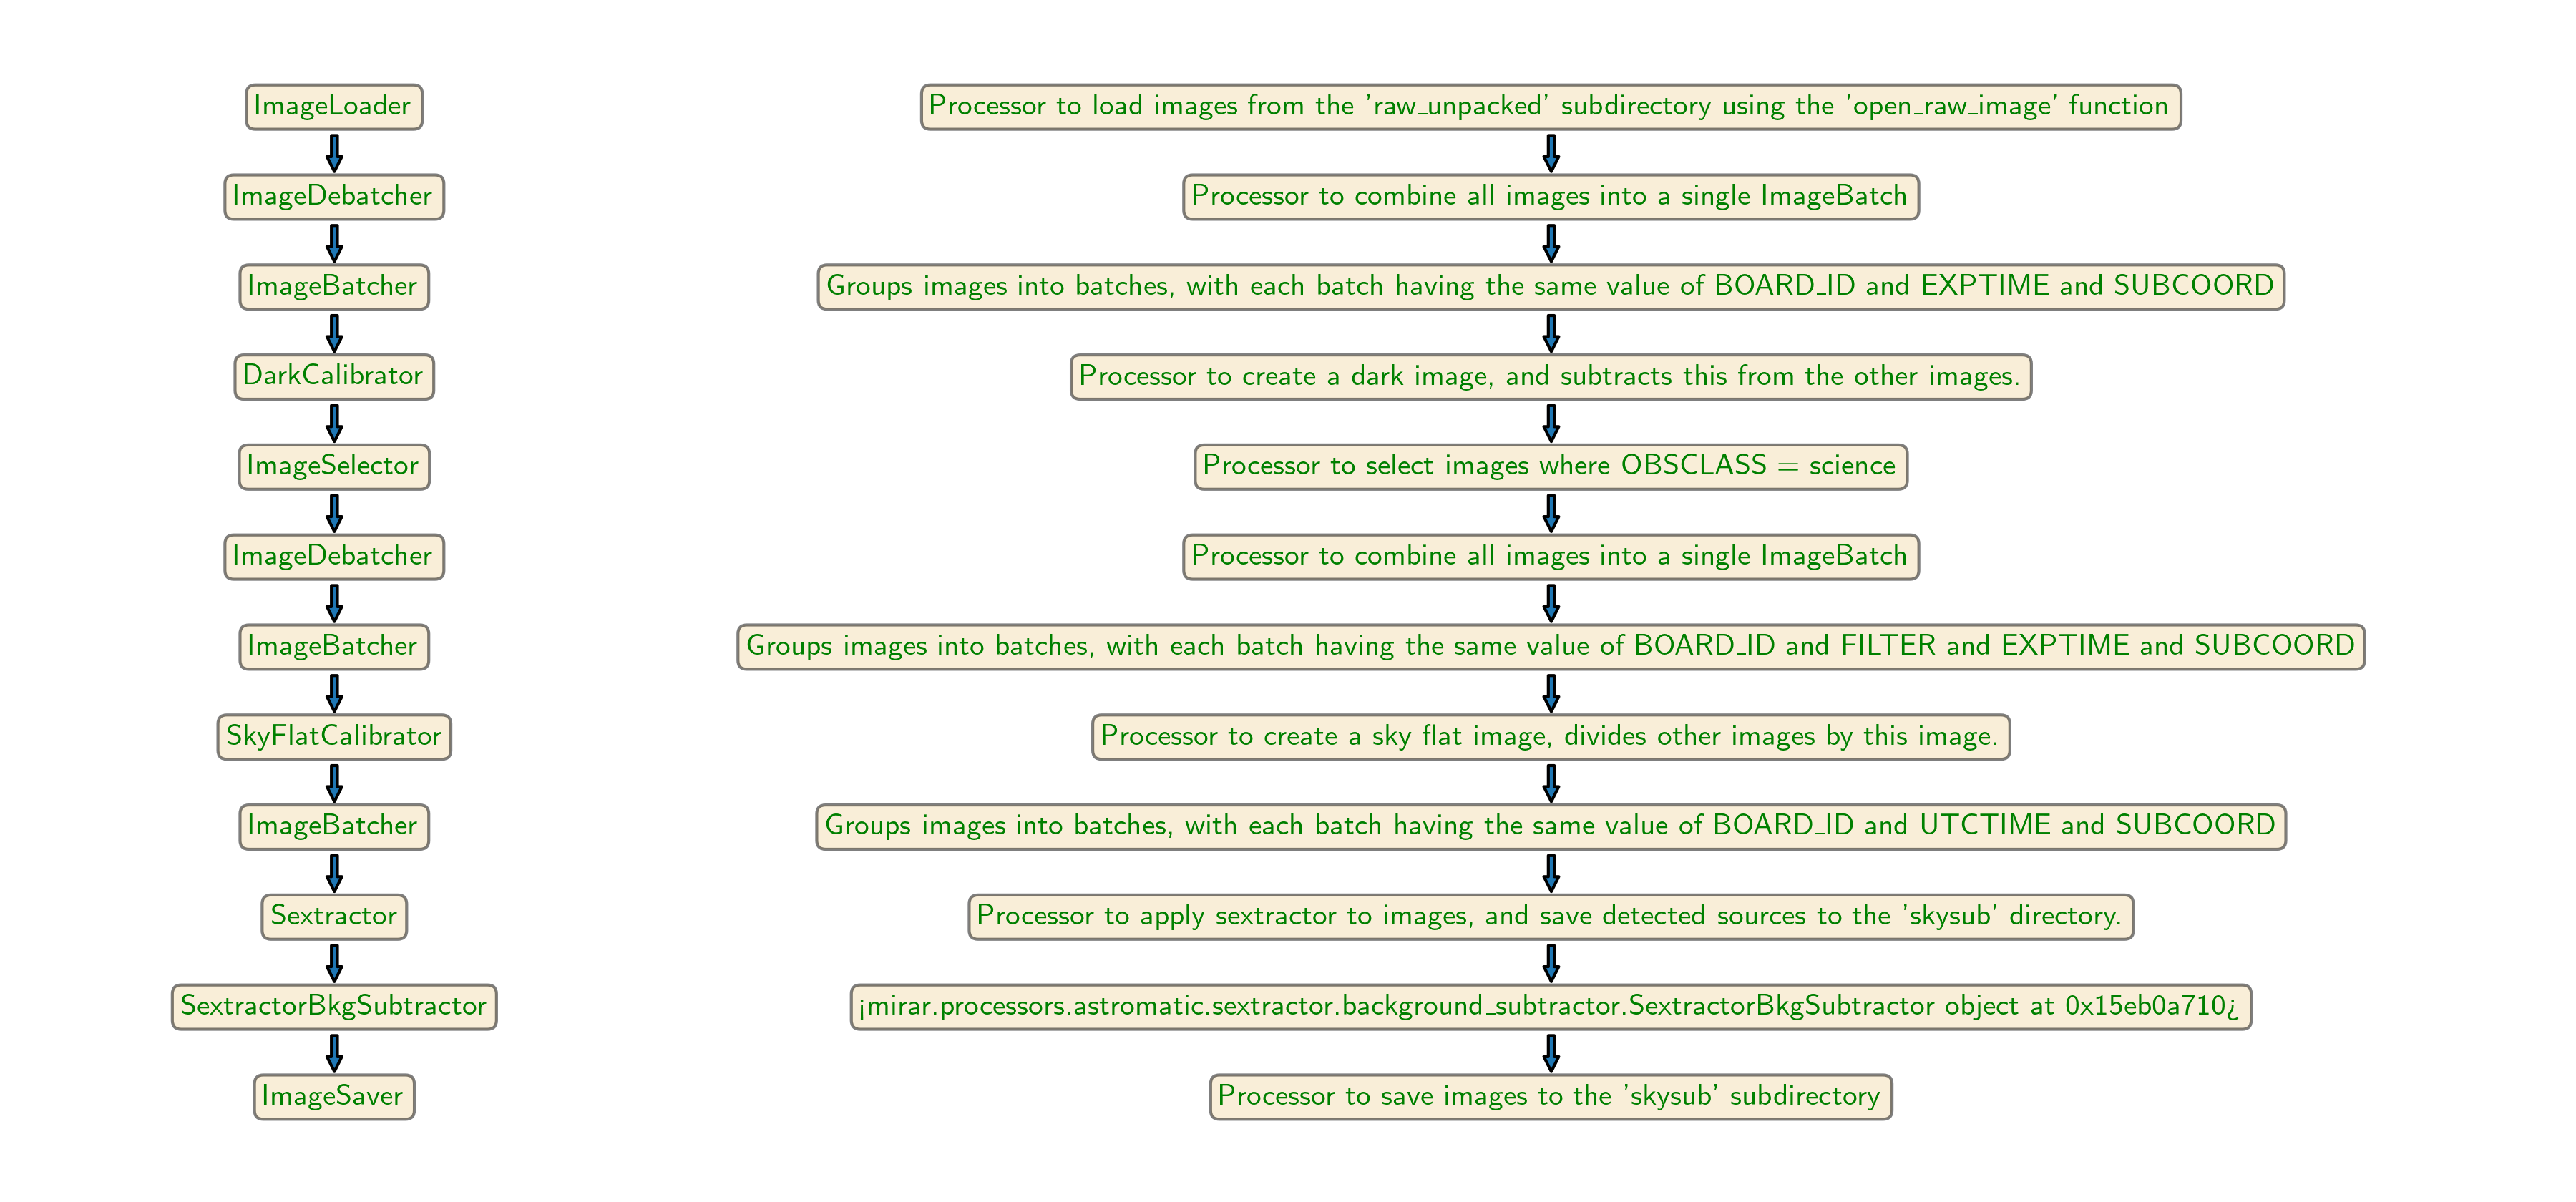 ImageLoader
Processor to load images from the 'raw_unpacked' subdirectory using the 'open_raw_image' function
ImageDebatcher
Processor to combine all images into a single ImageBatch
ImageBatcher
Groups images into batches, with each batch having the same value of BOARD_ID and EXPTIME and SUBCOORD
DarkCalibrator
Processor to create a dark image, and subtracts this from the other images.
ImageSelector
Processor to select images where OBSCLASS = science
ImageDebatcher
Processor to combine all images into a single ImageBatch
ImageBatcher
Groups images into batches, with each batch having the same value of BOARD_ID and FILTER and EXPTIME and SUBCOORD
SkyFlatCalibrator
Processor to create a sky flat image, divides other images by this image.
ImageBatcher
Groups images into batches, with each batch having the same value of BOARD_ID and UTCTIME and SUBCOORD
Sextractor
Processor to apply sextractor to images, and save detected sources to the 'skysub' directory.
SextractorBkgSubtractor
‹mirar.processors.astromatic.sextractor.background_subtractor.SextractorBkgSubtractor object at 0x15eb0a710‹
ImageSaver
Processor to save images to the 'skysub' subdirectory